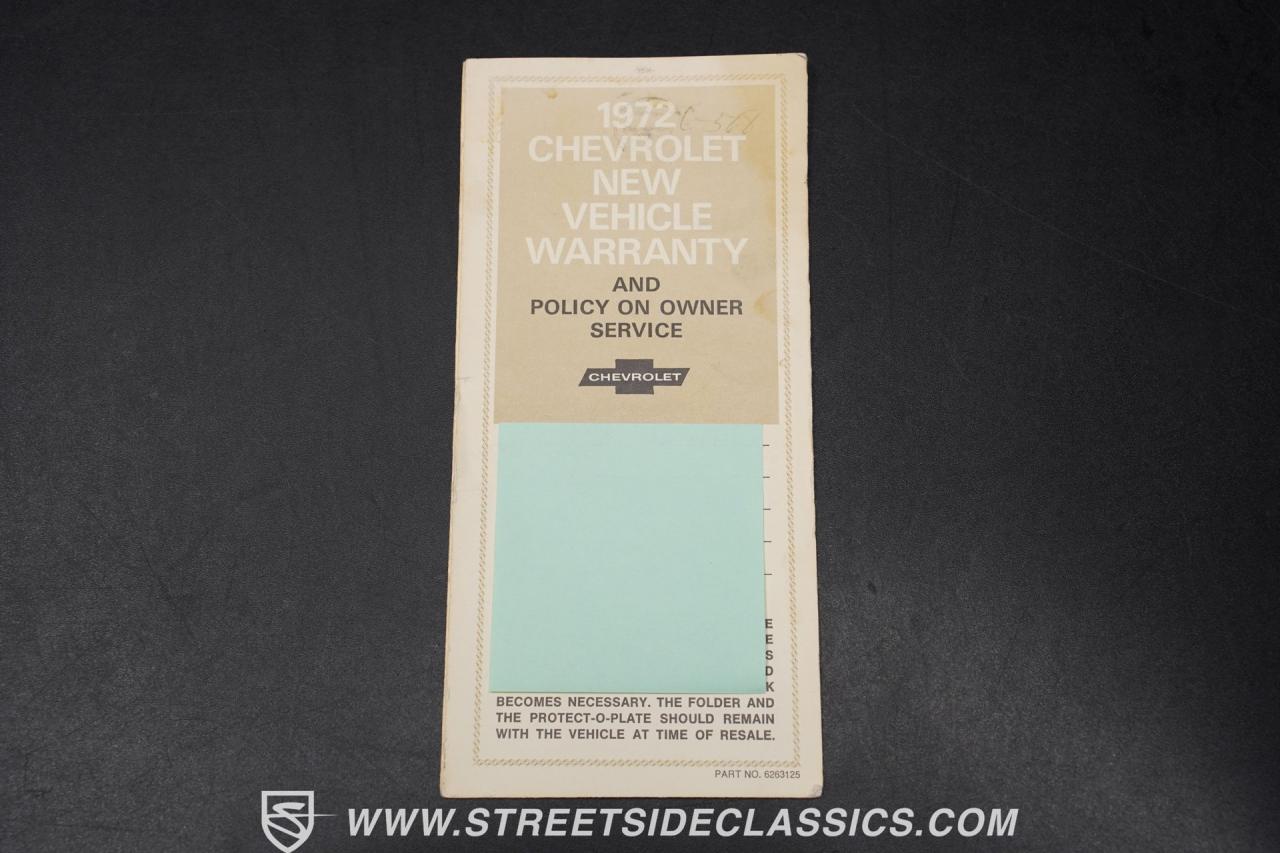 1972
CHEVROLET
NEW
VEHICLE
WARRANTY
AND
POLICY ON OWNER
SERVICE
CHEVROLET
E
E
S
D
K
BECOMES NECESSARY. THE FOLDER AND
THE PROTECT-O-PLATE SHOULD REMAIN
WITH THE VEHICLE AT TIME OF RESALE.
PART NO. 6263125
WWW.STREETSIDECLASSICS.COM